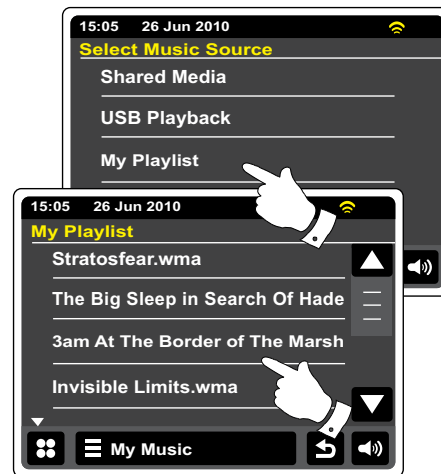 15:05 26 Jun 2010
Select Music Source
Shared Media
USB Playback
My Playlist
15:05 26 Jun 2010
My Playlist
Stratosfear.wma
The Big Sleep in Search Of Hade
3am At The Border of The Marsh
Invisible Limits.wma
My Music